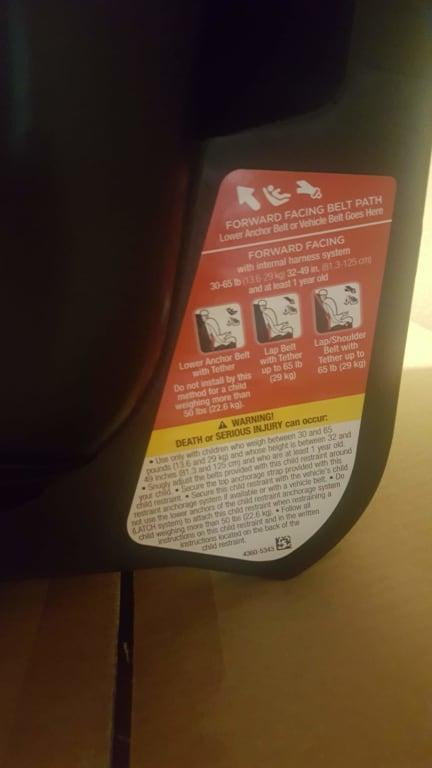 FORWARD FACING BELT PATH
Lower Anchor Belt or Vehicle Belt Goes Here
FORWARD FACING
with internal harness system
30-65 lb (13.6-29 kg) 32-49 in. (81.3-125 cm)
and at least 1 year old
Lower Anchor Belt
with Tether
Do not install by this
method for a child
weighing more than
50 lbs (22.6 kg).
Lap Belt
with Tether
up to 65 lb
(29 kg)
Lap/Shoulder
Belt with
Tether up to
65 lb (29 kg)
WARNING!
DEATH or SERIOUS INJURY can occur:
• Use only with children who weigh between 30 and 65
pounds (13.6 and 29 kg) and whose height is between 32 and
49 inches (81.3 and 125 cm) and who are at least 1 year old.
• Snugly adjust the belts provided with this child restraint around
your child. • Secure the top anchorage strap provided with this
child restraint. • Secure this child restraint with the vehicle's child
restraint anchorage system if available or with a vehicle belt. • Do
not use the lower anchors of the child restraint anchorage system
(LATCH system) to attach this child restraint when restraining a
child weighing more than 50 lbs (22.6 kg). • Follow all
instructions on this child restraint and in the written
instructions located on the back of the
child restraint.
4360-5343